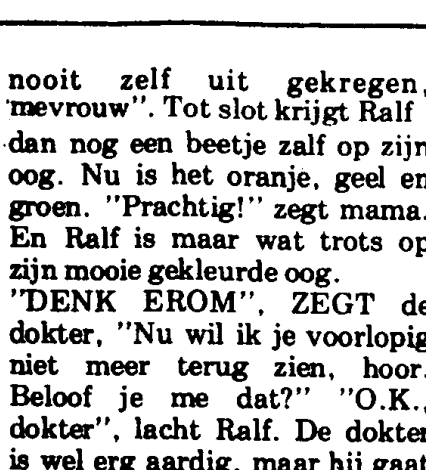 nooit zelf uit gekregen,
mevrouw". Tot slot krijgt Ralf
dan nog een beetje zalf op zijn
oog. Nu is het oranje, geel en
groen. "Prachtig!" zegt mama.
En Ralf is maar wat trots op
zijn mooie gekleurde oog.
"DENK EROM", ZEGT de
dokter, "Nu wil ik je voorlopig
niet meer terug zien, hoor.
Beloof je me dat?" "O.K.,
dokter", lacht Ralf. De dokter
is wel erg aardig, maar hij gaat